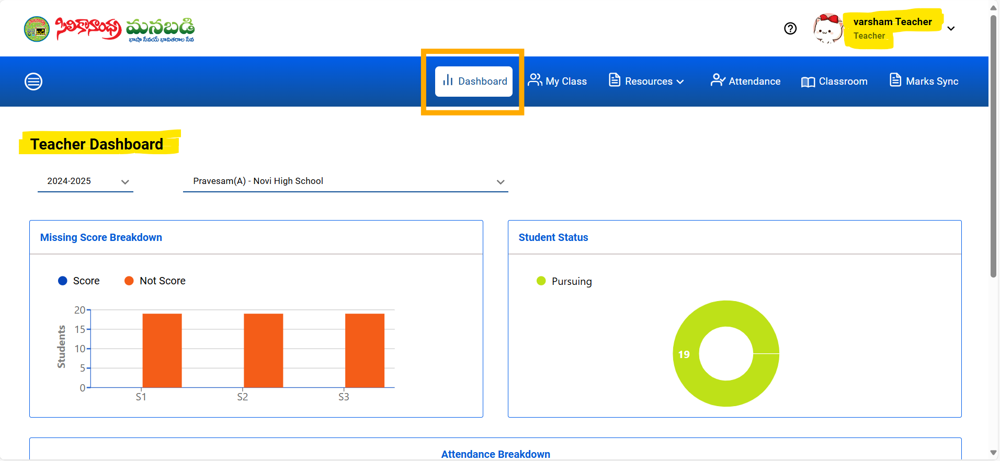 సిలికానాంధ్ర మనబడి
భాషా సేవయే భావితరాల సేవ
varsham Teacher
Teacher
Dashboard
My Class
Resources
Attendance
Classroom
Marks Sync
Teacher Dashboard
2024-2025
Pravesam(A) - Novi High School
Missing Score Breakdown
Score
Not Score
Students
20
15
10
5
0
S1
S2
S3
Student Status
Pursuing
19
Attendance Breakdown